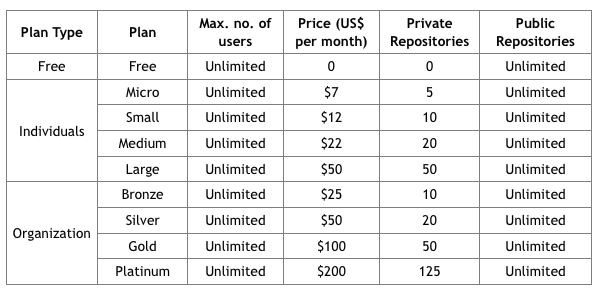 Plan Type Plan Max. no. of users Price (US$ per month) Private Repositories Public Repositories
Free Free Unlimited 0 0 Unlimited
Individuals Micro Unlimited $7 5 Unlimited
Small Unlimited $12 10 Unlimited
Medium Unlimited $22 20 Unlimited
Large Unlimited $50 50 Unlimited
Organization Bronze Unlimited $25 10 Unlimited
Silver Unlimited $50 20 Unlimited
Gold Unlimited $100 50 Unlimited
Platinum Unlimited $200 125 Unlimited